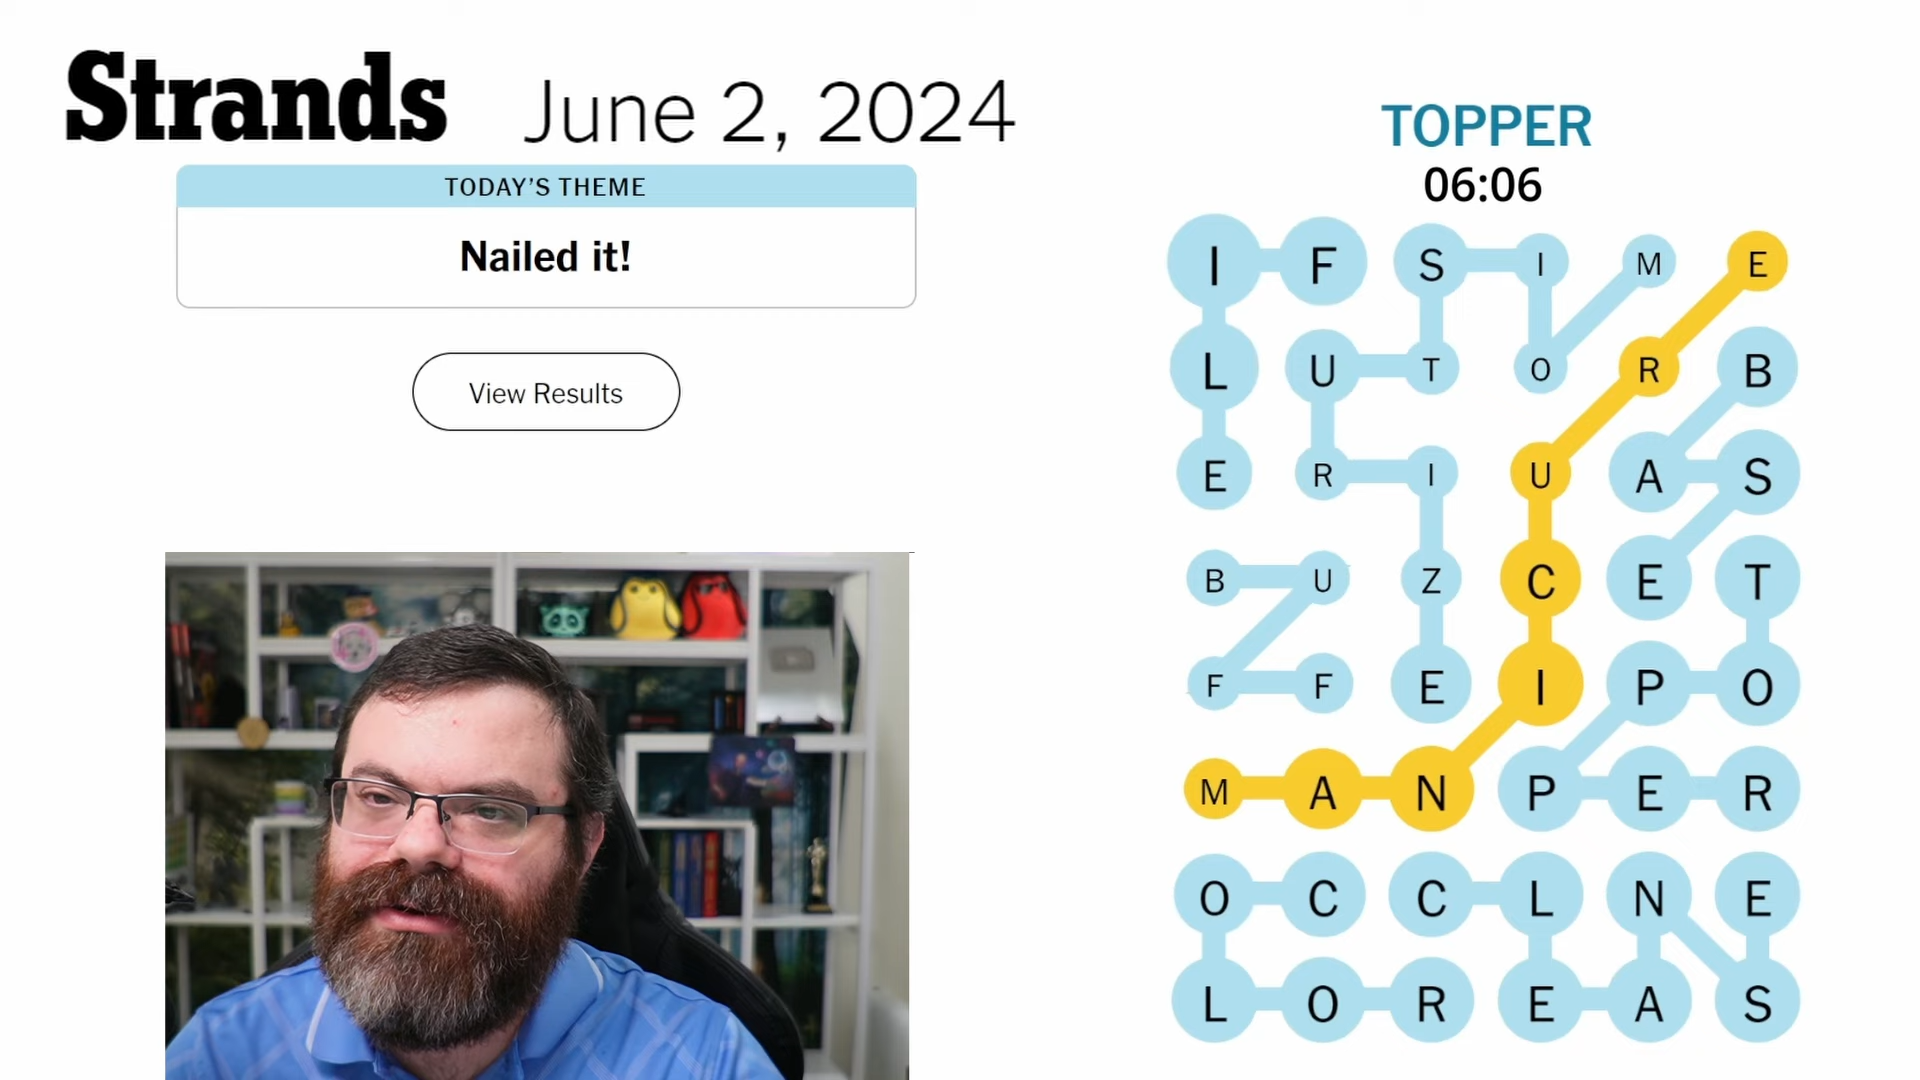 Strands June 2, 2024
TODAY'S THEME
Nailed it!
View Results
TOPPER
06:06
I F S I M E
L U T O R B
E R I U A S
B U Z C E T
F F E I P O
M A N P E R
O C C L N E
L O R E A S